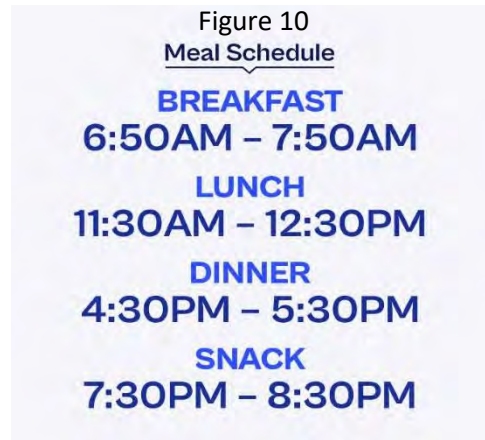 Figure 10
Meal Schedule
BREAKFAST
6:50AM – 7:50AM
LUNCH
11:30AM – 12:30PM
DINNER
4:30PM – 5:30PM
SNACK
7:30PM – 8:30PM